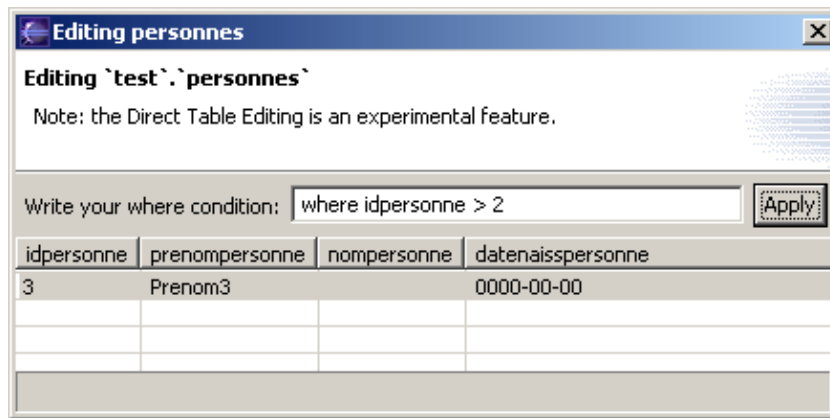 Editing personnes
Editing `test`.`personnes`
Note: the Direct Table Editing is an experimental feature.
Write your where condition: where idpersonne > 2 Apply
idpersonne prenompersonne nompersonne datenaisspersonne
3 Prenom3 0000-00-00